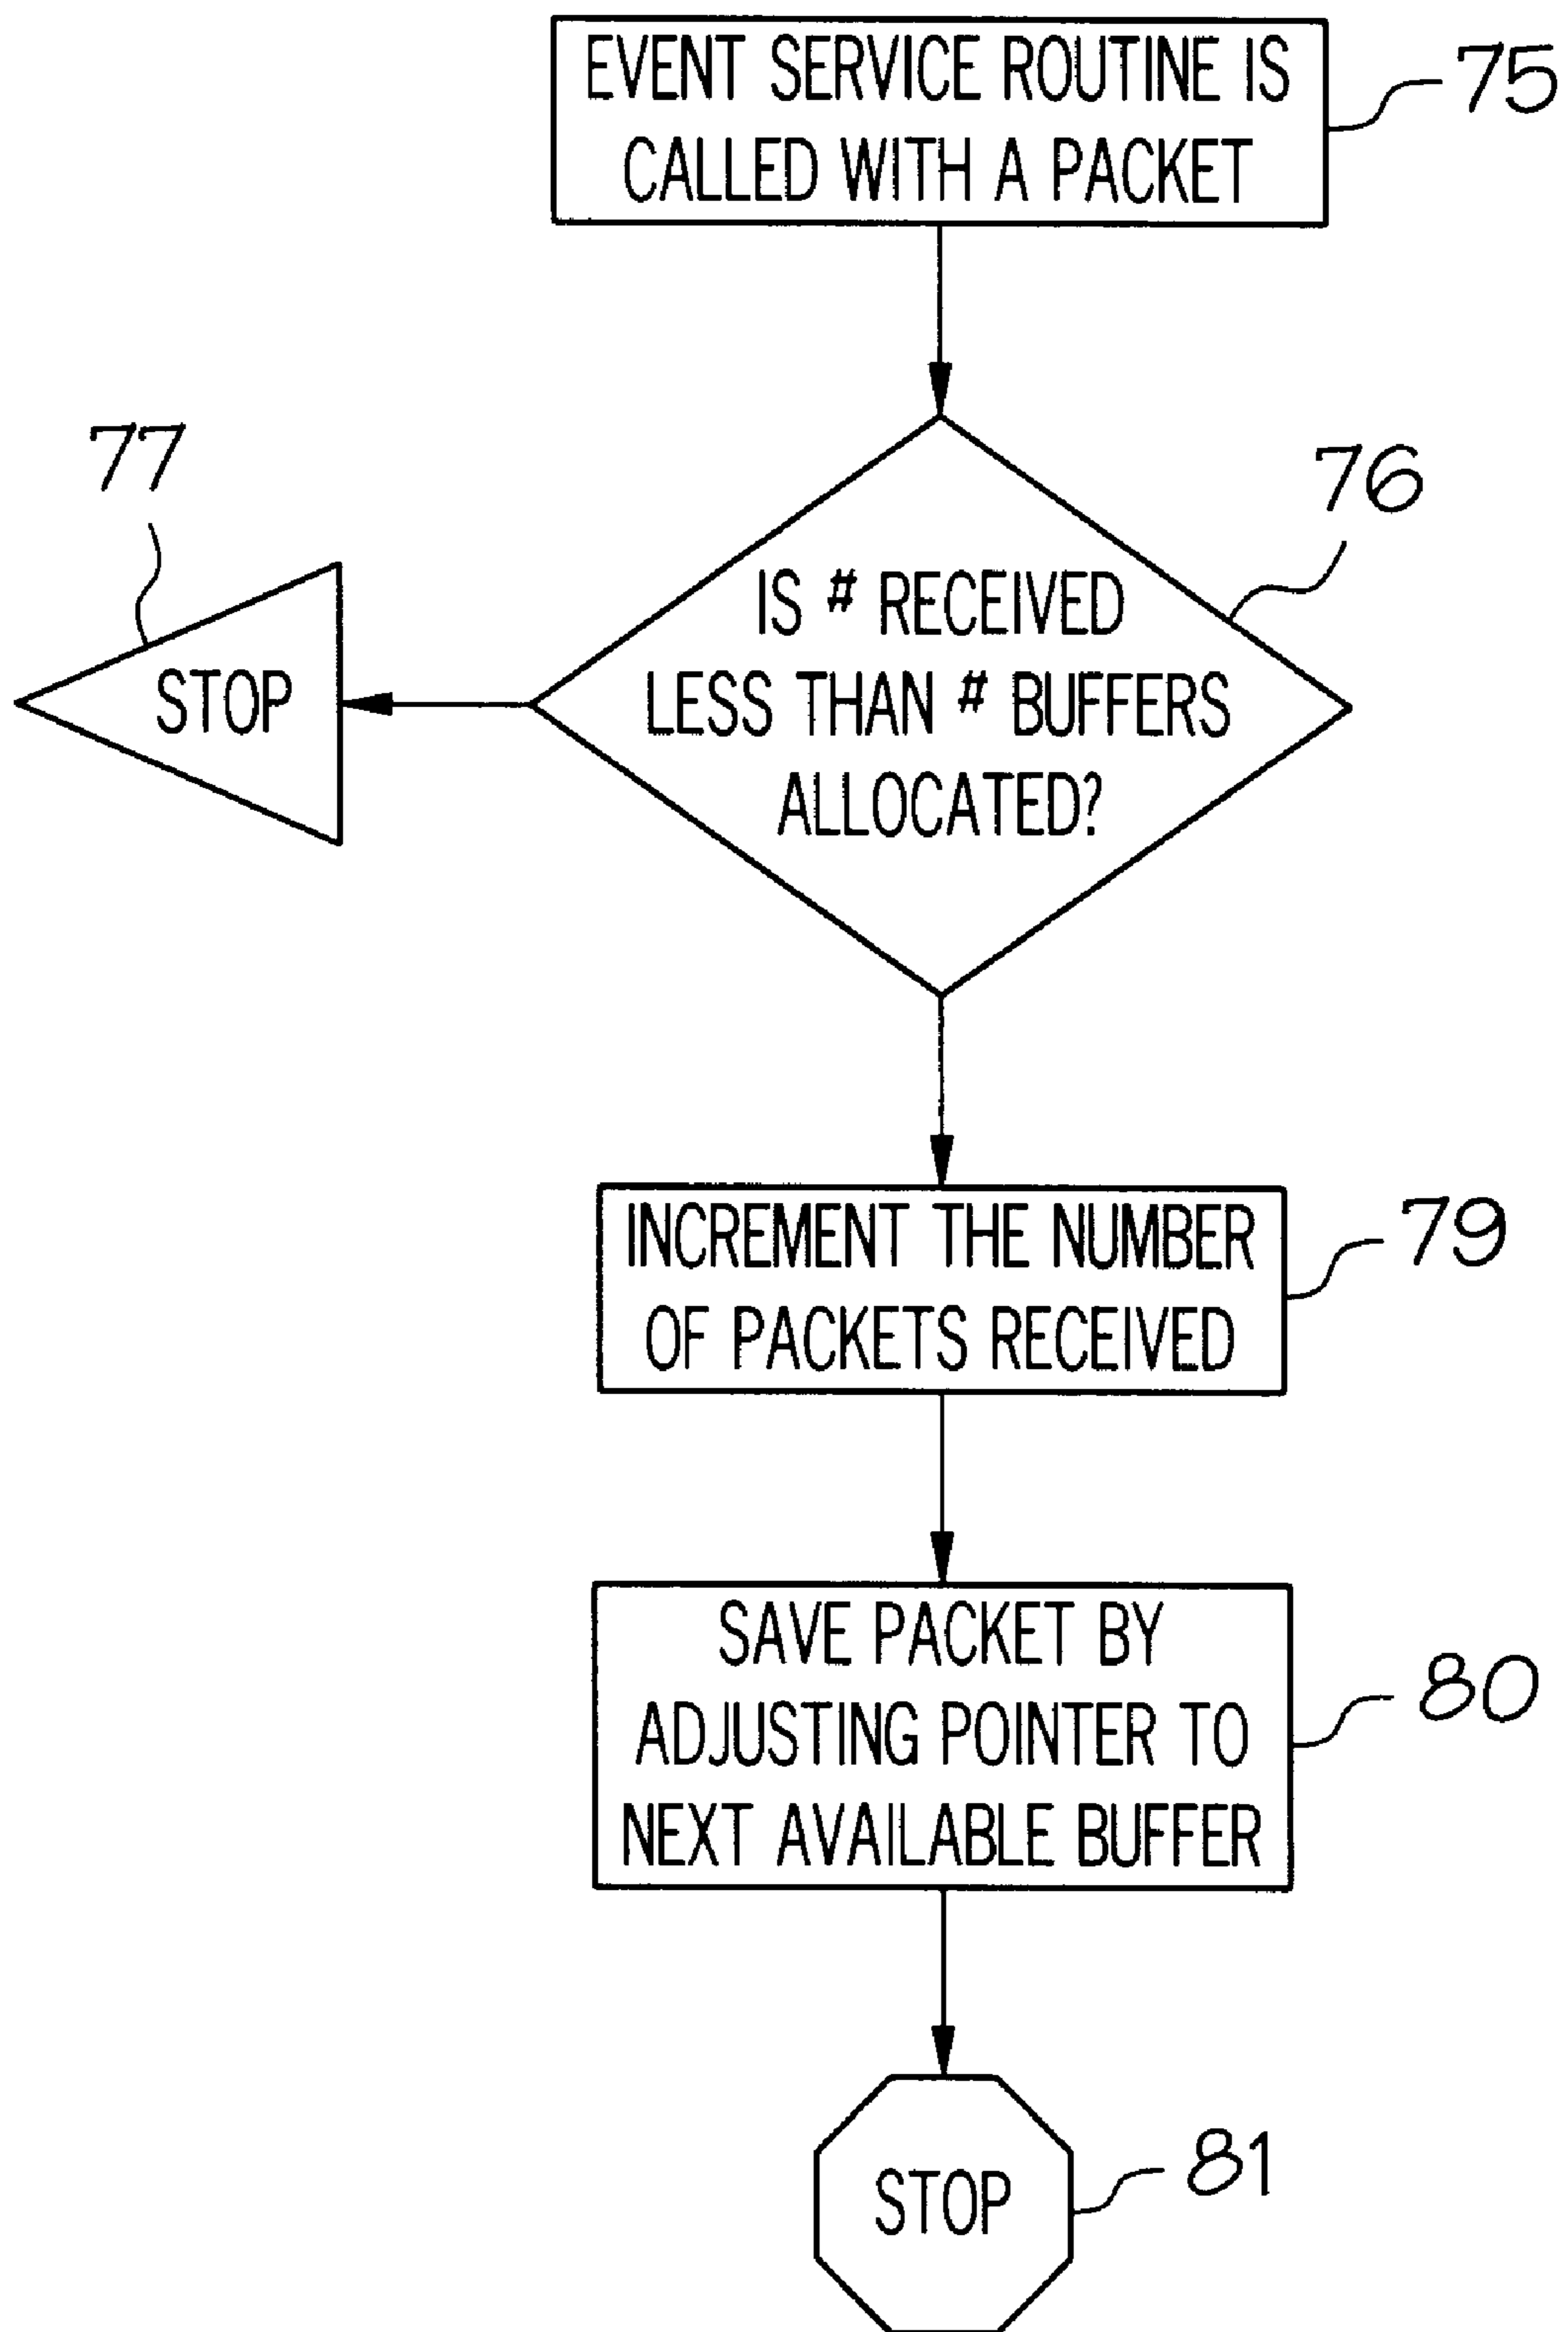 EVENT SERVICE ROUTINE IS
CALLED WITH A PACKET
75
77
76
IS # RECEIVED
LESS THAN # BUFFERS
ALLOCATED?
STOP
INCREMENT THE NUMBER
OF PACKETS RECEIVED
79
SAVE PACKET BY
ADJUSTING POINTER TO
NEXT AVAILABLE BUFFER
80
STOP
81